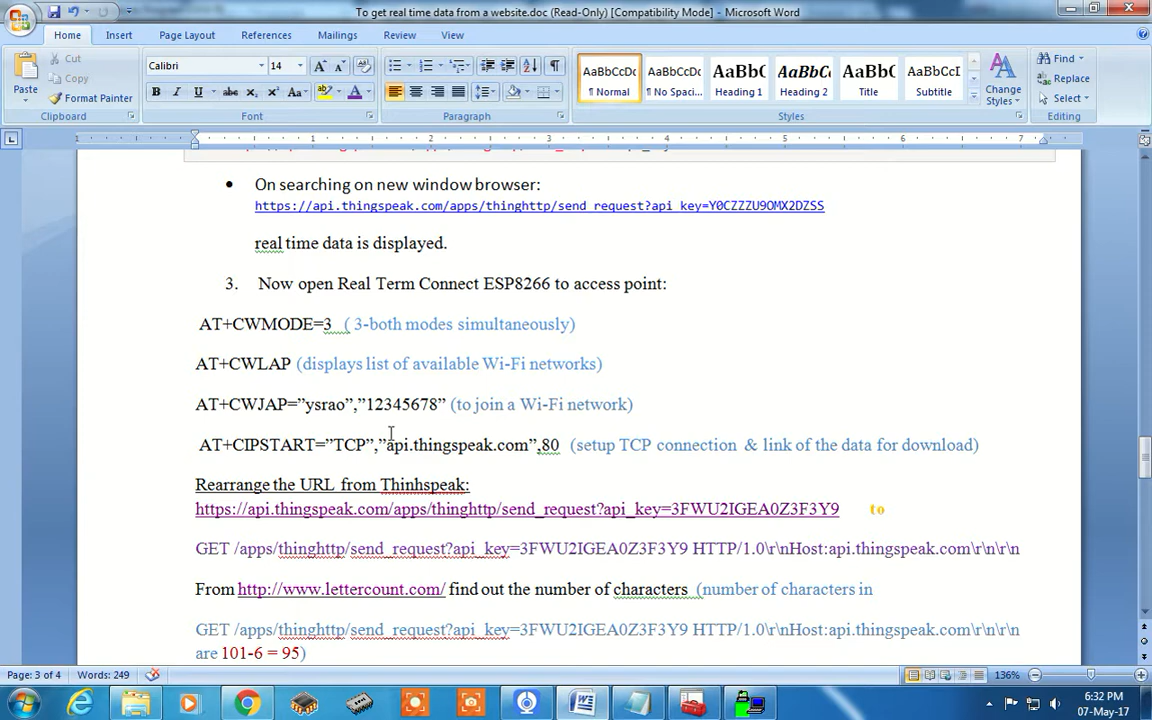 To get real time data from a website.doc (Read-Only) [Compatibility Mode] - Microsoft Word
Home Insert Page Layout References Mailings Review View
Paste
Cut
Copy
Format Painter
Clipboard
Calibri 14
Font
Paragraph
AaBbCcDc AaBbCcDc AaBbC AaBbCc AaBb( AaBbCcI
¶ Normal ¶ No Spaci... Heading 1 Heading 2 Title Subtitle
Change Styles
Styles
Find
Replace
Select
Editing
1 1 2 3 4 5 6 7
• On searching on new window browser:
https://api.thingspeak.com/apps/thinghttp/send_request?api_key=Y0CZZZU9OMX2DZSS
real time data is displayed.
3. Now open Real Term Connect ESP8266 to access point:
AT+CWMODE=3 ( 3-both modes simultaneously)
AT+CWLAP (displays list of available Wi-Fi networks)
AT+CWJAP=”ysrao”,”12345678” (to join a Wi-Fi network)
AT+CIPSTART=”TCP”,”api.thingspeak.com”,80 (setup TCP connection & link of the data for download)
Rearrange the URL from Thinhspeak:
https://api.thingspeak.com/apps/thinghttp/send_request?api_key=3FWU2IGEA0Z3F3Y9 to
GET /apps/thinghttp/send_request?api_key=3FWU2IGEA0Z3F3Y9 HTTP/1.0\r\nHost:api.thingspeak.com\r\n\r\n
From http://www.lettercount.com/ find out the number of characters (number of characters in
GET /apps/thinghttp/send_request?api_key=3FWU2IGEA0Z3F3Y9 HTTP/1.0\r\nHost:api.thingspeak.com\r\n\r\n
are 101-6 = 95)
Page: 3 of 4 Words: 249 136%
6:32 PM
07-May-17